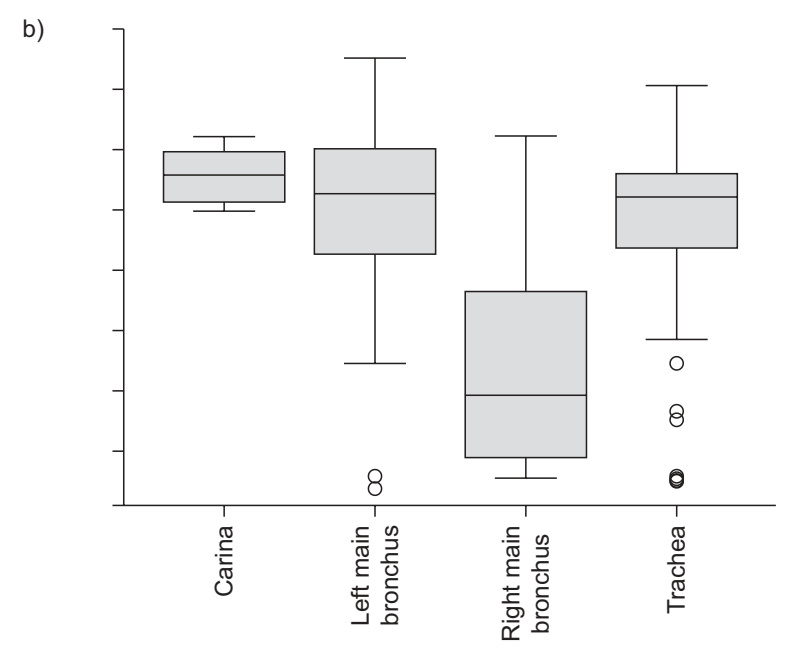 b)
Carina
Left main
bronchus
Right main
bronchus
Trachea